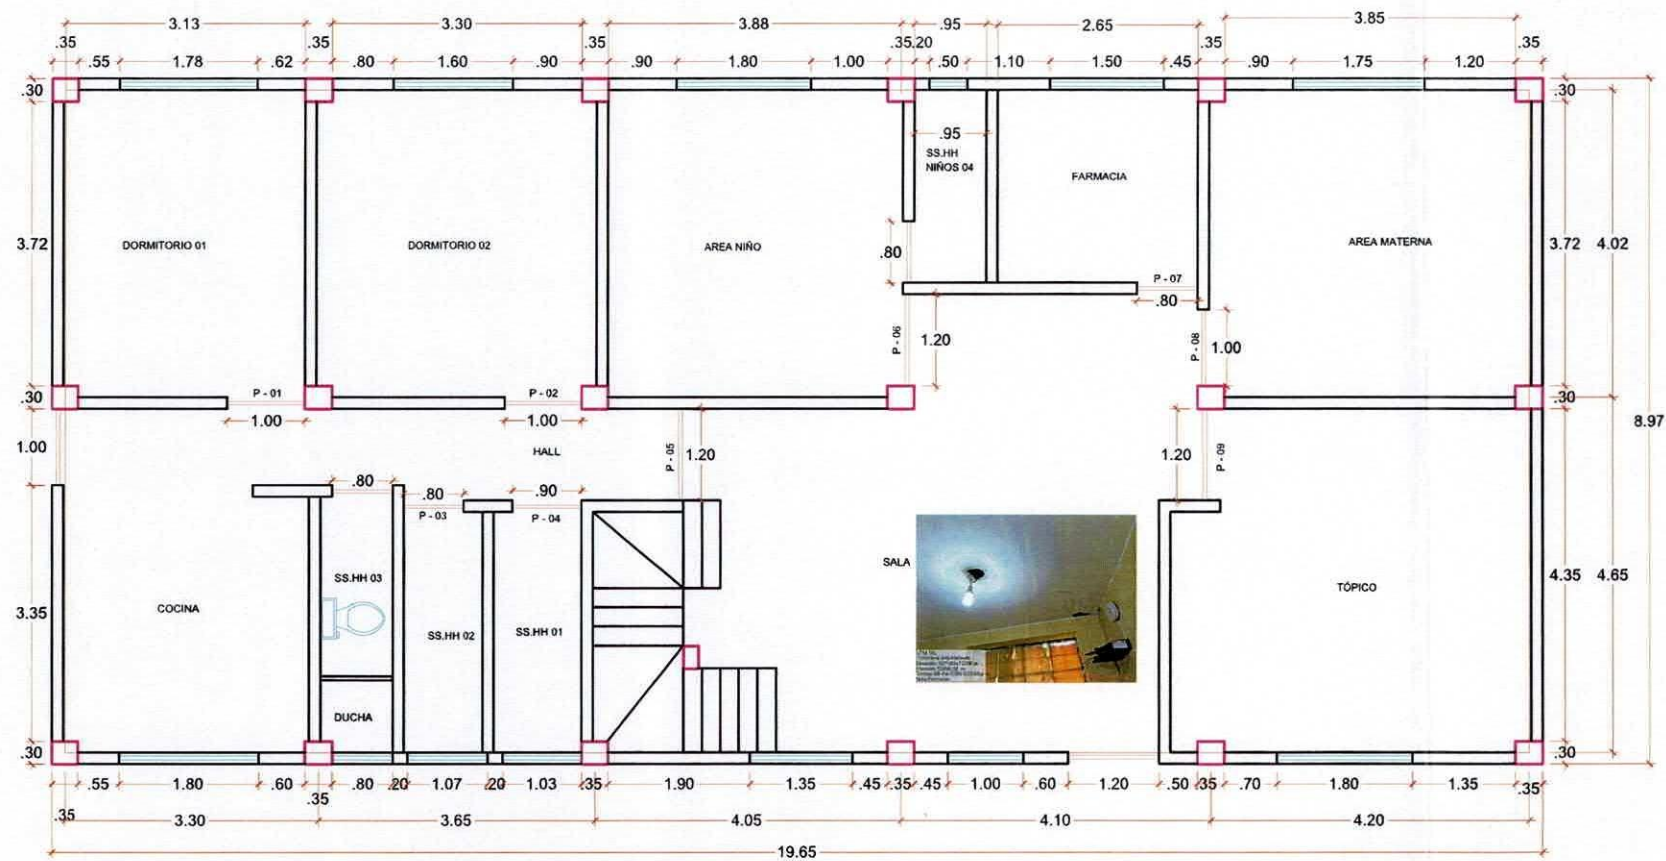 3.13 3.30 3.88 .95 2.65 3.85
.35 .35 .35 .35 .20 .35 .35
.55 1.78 .62 .80 1.60 .90 .90 1.80 1.00 .50 1.10 1.50 .45 .90 1.75 1.20
.30 .30
.95
SS.HH
NIÑOS 04
FARMACIA
3.72 DORMITORIO 01 DORMITORIO 02 AREA NIÑO AREA MATERNA 3.72 4.02
.80
P - 07
.80
P - 06
1.20
P - 08
1.00
.30 P - 01 P - 02 .30
1.00 1.00
8.97
1.00
HALL
P - 05
1.20
1.20
P - 09
.80 .80 .90
P - 03 P - 04
SALA
SS.HH 03
4.35 4.65
TÓPICO
COCINA
3.35
SS.HH 02 SS.HH 01
DUCHA
.30 .30
.55 1.80 .60 .80 .20 1.07 .20 1.03 .35 1.90 1.35 .45 .35 .45 1.00 .60 1.20 .50 .35 .70 1.80 1.35
.35 .35 .35
3.30 3.65 4.05 4.10 4.20
19.65